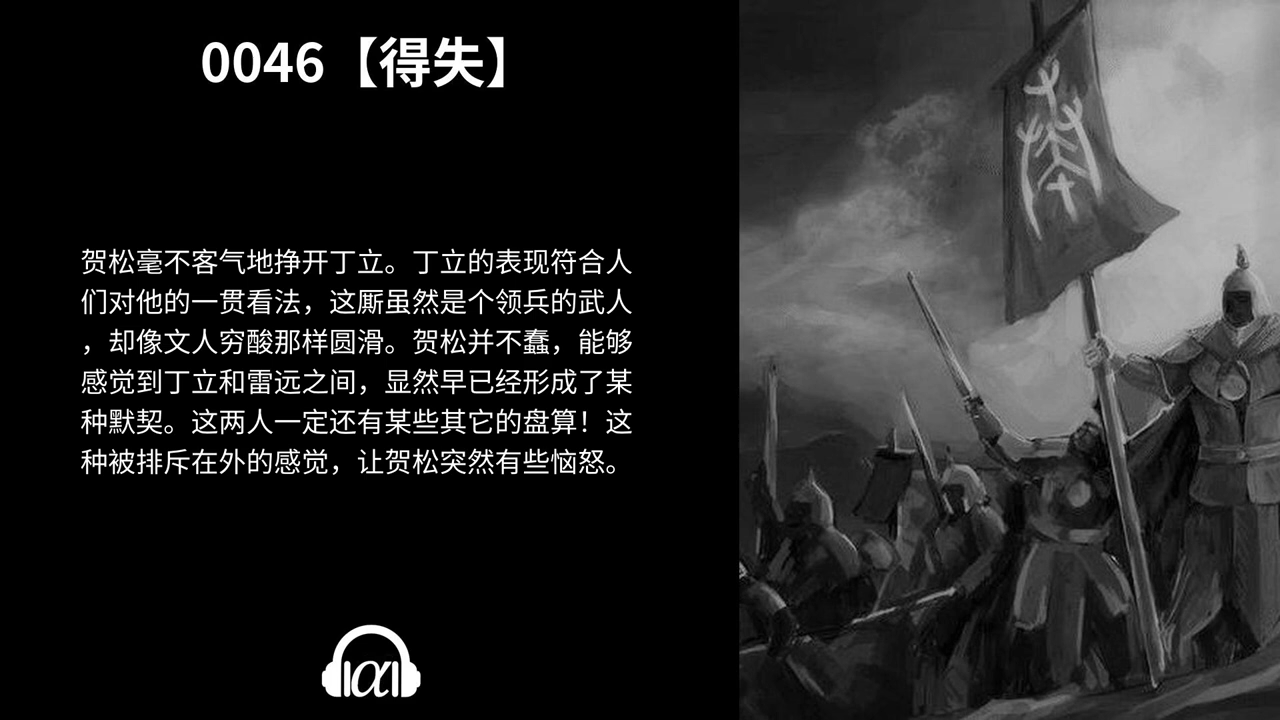 0046【得失】
贺松毫不客气地挣开丁立。丁立的表现符合人
们对他的一贯看法，这厮虽然是个领兵的武人
，却像文人穷酸那样圆滑。贺松并不蠢，能够
感觉到丁立和雷远之间，显然早已经形成了某
种默契。这两人一定还有某些其它的盘算！这
种被排斥在外的感觉，让贺松突然有些恼怒。